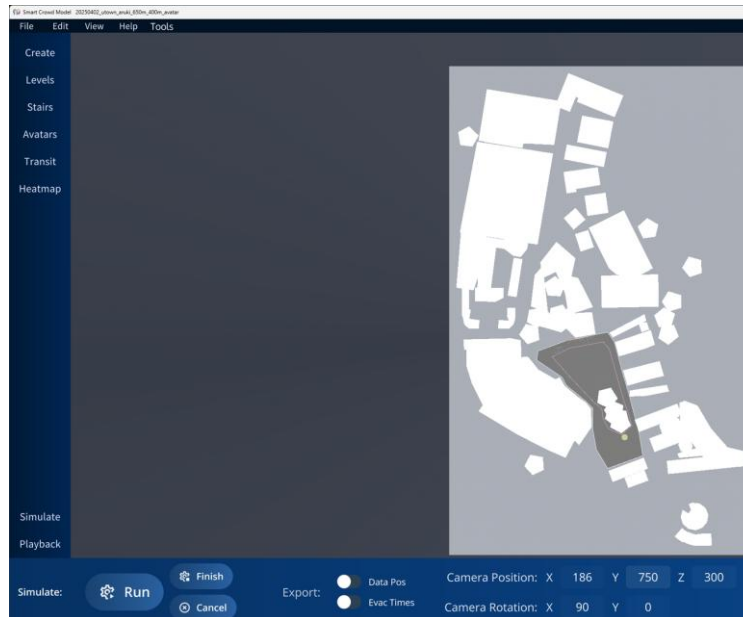 Smart Crowd Model 20250402_utown_aruki_650m_400m_avatar
File Edit View Help Tools
Create
Levels
Stairs
Avatars
Transit
Heatmap
Simulate
Playback
Simulate:
Run
Finish
Cancel
Export:
Data Pos
Evac Times
Camera Position: X 186 Y 750 Z 300
Camera Rotation: X 90 Y 0